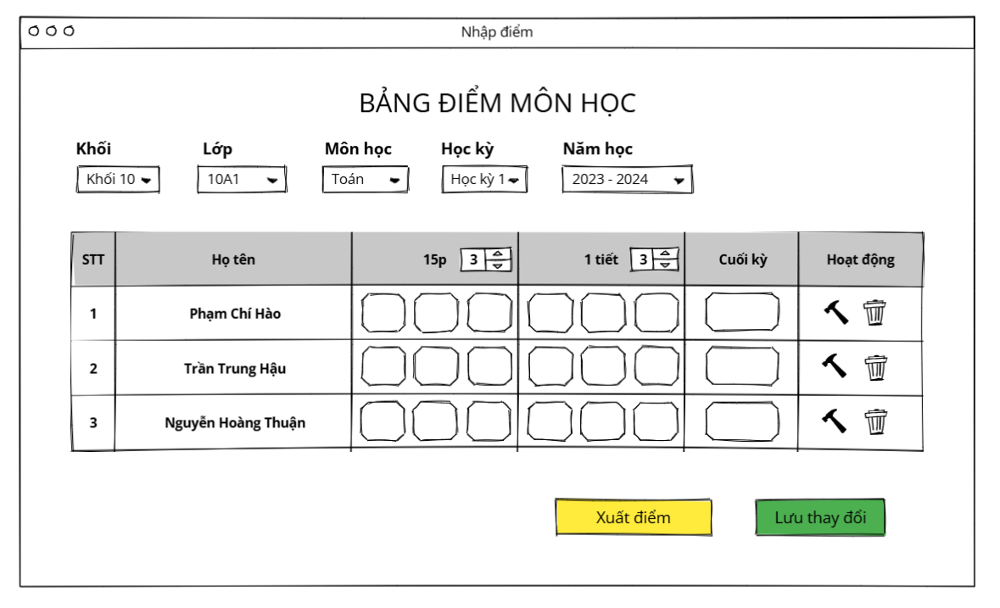 Nhập điểm
BẢNG ĐIỂM MÔN HỌC
Khối Lớp Môn học Học kỳ Năm học
Khối 10 10A1 Toán Học kỳ 1 2023 - 2024
STT Họ tên 15p 3 1 tiết 3 Cuối kỳ Hoạt động
1 Phạm Chí Hào
2 Trần Trung Hậu
3 Nguyễn Hoàng Thuận
Xuất điểm Lưu thay đổi